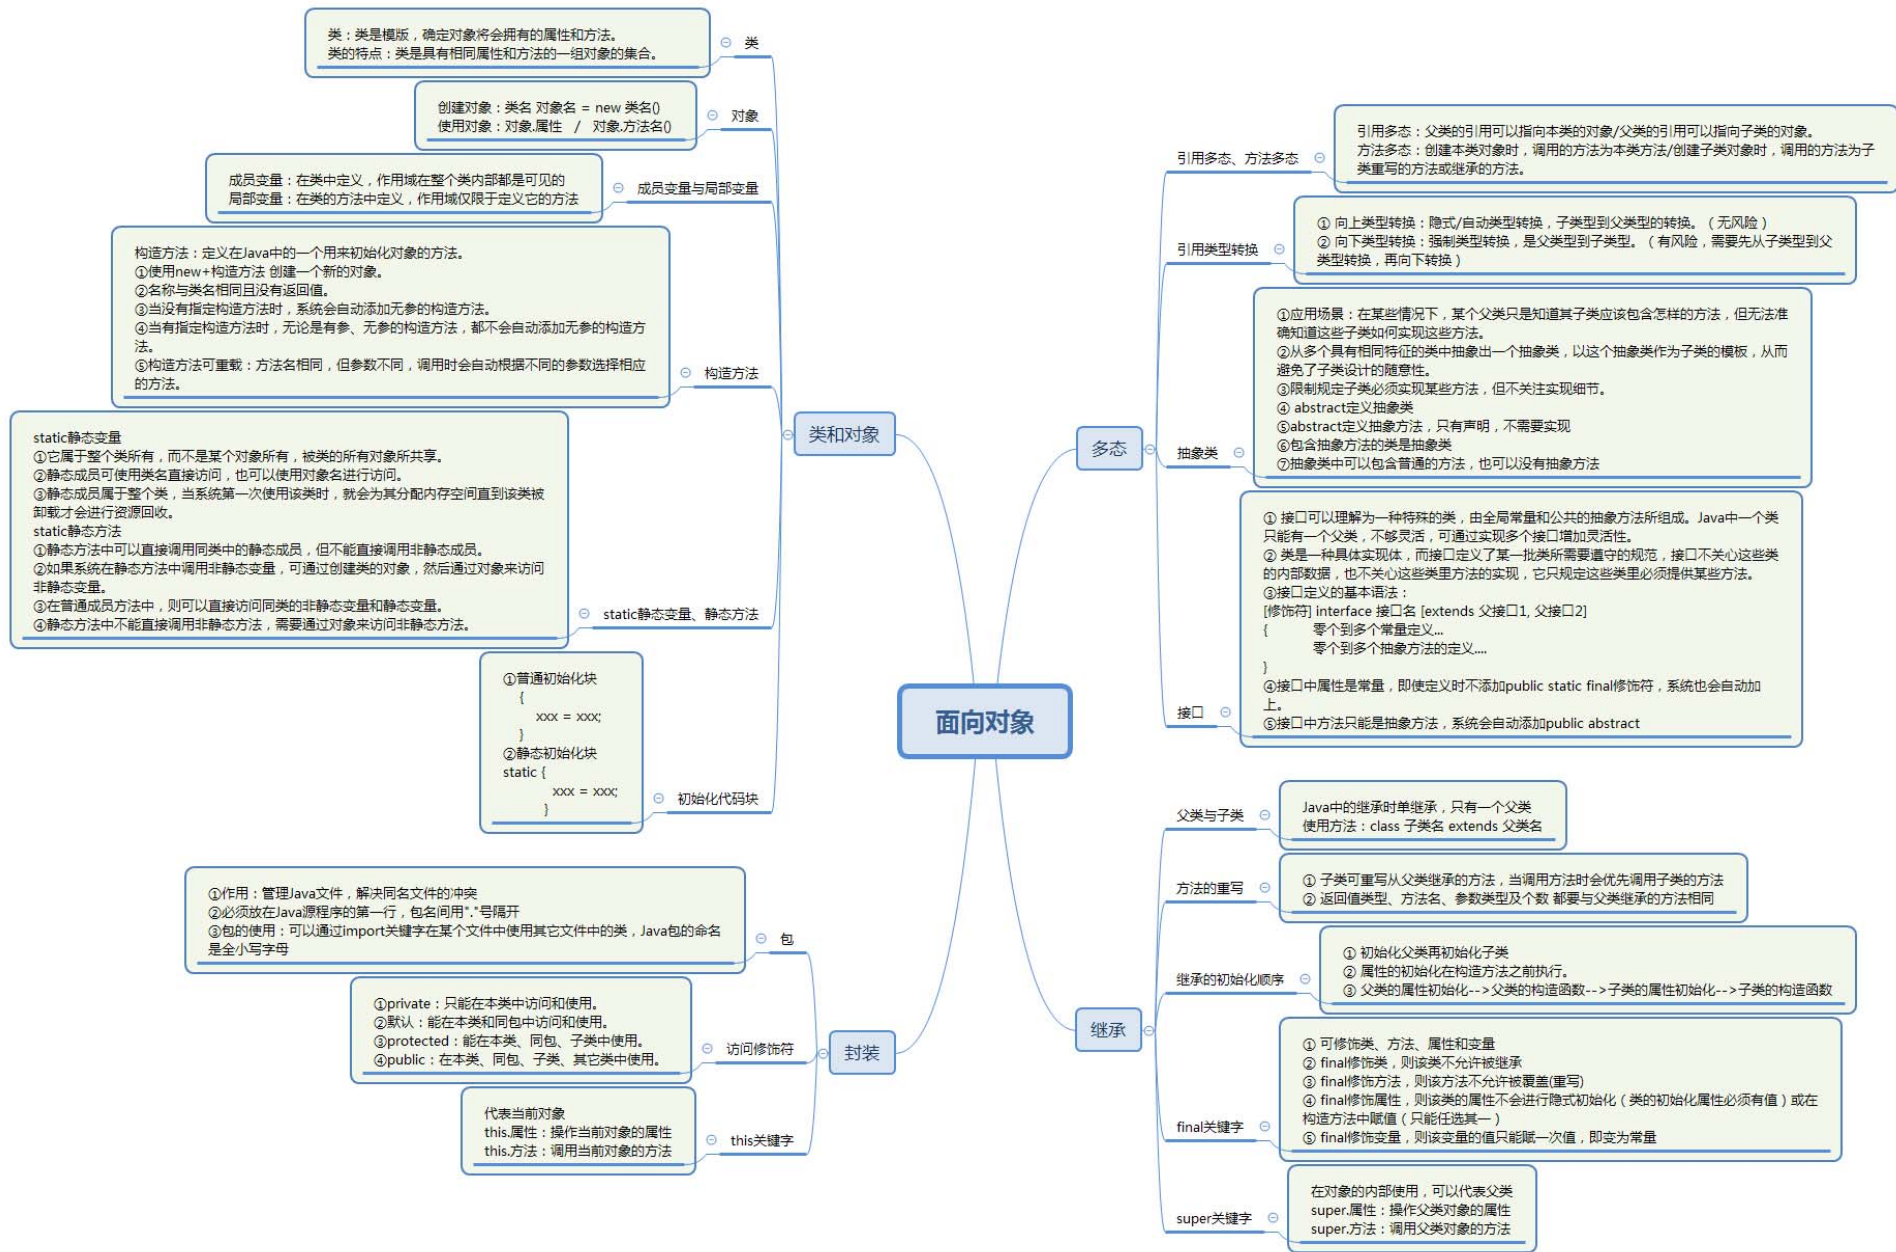 类：类是模版，确定对象将会拥有的属性和方法。
类的特点：类是具有相同属性和方法的一组对象的集合。
类
创建对象：类名 对象名 = new 类名()
使用对象：对象.属性 / 对象.方法名()
对象
成员变量：在类中定义，作用域在整个类内部都是可见的
局部变量：在类的方法中定义，作用域仅限于定义它的方法
成员变量与局部变量
构造方法：定义在Java中的一个用来初始化对象的方法。
①使用new+构造方法 创建一个新的对象。
②名称与类名相同且没有返回值。
③当没有指定构造方法时，系统会自动添加无参的构造方法。
④当有指定构造方法时，无论是有参、无参的构造方法，都不会自动添加无参的构造方
法。
⑤构造方法可重载：方法名相同，但参数不同，调用时会自动根据不同的参数选择相应
的方法。
构造方法
static静态变量
①它属于整个类所有，而不是某个对象所有，被类的所有对象所共享。
②静态成员可使用类名直接访问，也可以使用对象名进行访问。
③静态成员属于整个类，当系统第一次使用该类时，就会为其分配内存空间直到该类被
卸载才会进行资源回收。
static静态方法
①静态方法中可以直接调用同类中的静态成员，但不能直接调用非静态成员。
②如果系统在静态方法中调用非静态变量，可通过创建类的对象，然后通过对象来访问
非静态变量。
③在普通成员方法中，则可以直接访问同类的非静态变量和静态变量。
④静态方法中不能直接调用非静态方法，需要通过对象来访问非静态方法。
static静态变量、静态方法
①普通初始化块
{
xxx = xxx;
}
②静态初始化块
static {
xxx = xxx;
}
初始化代码块
类和对象
①作用：管理Java文件，解决同名文件的冲突
②必须放在Java源程序的第一行，包名间用"."号隔开
③包的使用：可以通过import关键字在某个文件中使用其它文件中的类，Java包的命名
是全小写字母
包
①private：只能在本类中访问和使用。
②默认：能在本类和同包中访问和使用。
③protected：能在本类、同包、子类中使用。
④public：在本类、同包、子类、其它类中使用。
访问修饰符
代表当前对象
this.属性：操作当前对象的属性
this.方法：调用当前对象的方法
this关键字
封装
面向对象
多态
引用多态、方法多态
引用多态：父类的引用可以指向本类的对象/父类的引用可以指向子类的对象。
方法多态：创建本类对象时，调用的方法为本类方法/创建子类对象时，调用的方法为子
类重写的方法或继承的方法。
引用类型转换
① 向上类型转换：隐式/自动类型转换，子类型到父类型的转换。（无风险）
② 向下类型转换：强制类型转换，是父类型到子类型。（有风险，需要先从子类型到父
类型转换，再向下转换）
抽象类
①应用场景：在某些情况下，某个父类只是知道其子类应该包含怎样的方法，但无法准
确知道这些子类如何实现这些方法。
②从多个具有相同特征的类中抽象出一个抽象类，以这个抽象类作为子类的模板，从而
避免了子类设计的随意性。
③限制规定子类必须实现某些方法，但不关注实现细节。
④ abstract定义抽象类
⑤abstract定义抽象方法，只有声明，不需要实现
⑥包含抽象方法的类是抽象类
⑦抽象类中可以包含普通的方法，也可以没有抽象方法
接口
① 接口可以理解为一种特殊的类，由全局常量和公共的抽象方法所组成。Java中一个类
只能有一个父类，不够灵活，可通过实现多个接口增加灵活性。
② 类是一种具体实现体，而接口定义了某一批类所需要遵守的规范，接口不关心这些类
的内部数据，也不关心这些类里方法的实现，它只规定这些类里必须提供某些方法。
③接口定义的基本语法：
[修饰符] interface 接口名 [extends 父接口1, 父接口2]
{ 零个到多个常量定义...
零个到多个抽象方法的定义....
}
④接口中属性是常量，即使定义时不添加public static final修饰符，系统也会自动加
上。
⑤接口中方法只能是抽象方法，系统会自动添加public abstract
继承
父类与子类
Java中的继承时单继承，只有一个父类
使用方法：class 子类名 extends 父类名
方法的重写
① 子类可重写从父类继承的方法，当调用方法时会优先调用子类的方法
② 返回值类型、方法名、参数类型及个数 都要与父类继承的方法相同
继承的初始化顺序
① 初始化父类再初始化子类
② 属性的初始化在构造方法之前执行。
③ 父类的属性初始化-->父类的构造函数-->子类的属性初始化-->子类的构造函数
final关键字
① 可修饰类、方法、属性和变量
② final修饰类，则该类不允许被继承
③ final修饰方法，则该方法不允许被覆盖(重写)
④ final修饰属性，则该类的属性不会进行隐式初始化（类的初始化属性必须有值）或在
构造方法中赋值（只能任选其一）
⑤ final修饰变量，则该变量的值只能赋一次值，即变为常量
super关键字
在对象的内部使用，可以代表父类
super.属性：操作父类对象的属性
super.方法：调用父类对象的方法